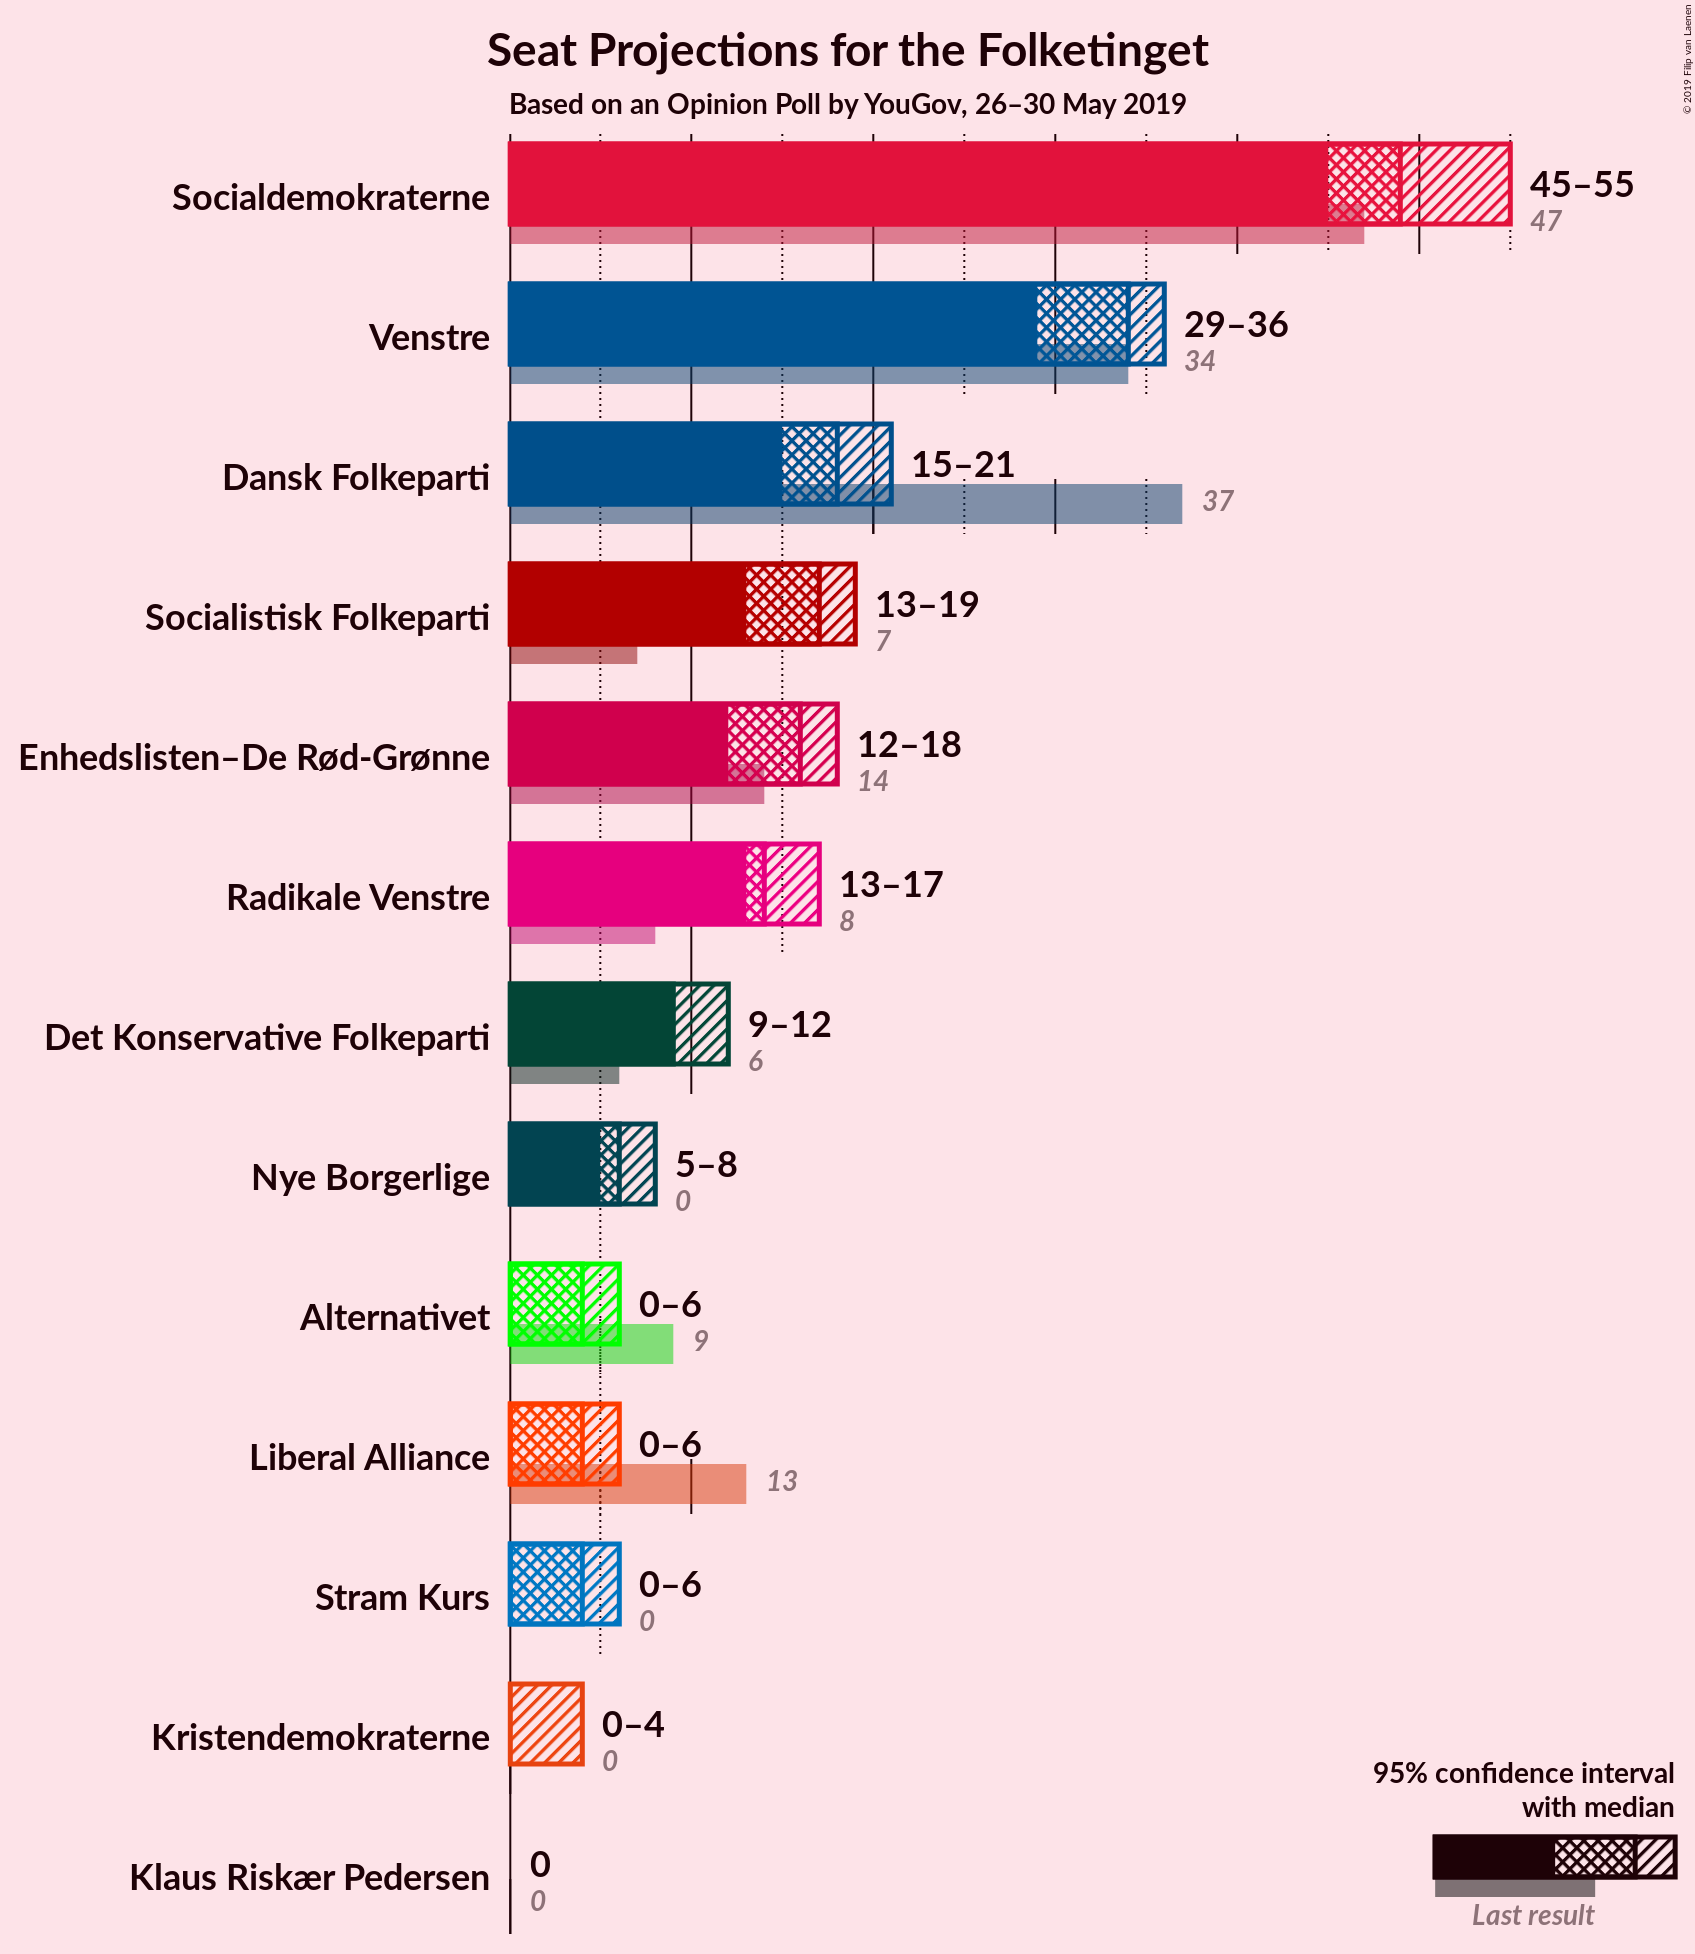 Seat Projections for the Folketinget
Based on an Opinion Poll by YouGov, 26–30 May 2019
© 2019 Filip van Laenen
Socialdemokraterne
45–55
47
Venstre
29–36
34
Dansk Folkeparti
15–21
37
Socialistisk Folkeparti
13–19
7
Enhedslisten–De Rød-Grønne
12–18
14
Radikale Venstre
13–17
8
Det Konservative Folkeparti
9–12
6
Nye Borgerlige
5–8
0
Alternativet
0–6
9
Liberal Alliance
0–6
13
Stram Kurs
0–6
0
Kristendemokraterne
0–4
0
Klaus Riskær Pedersen
0
0
95% confidence interval
with median
Last result